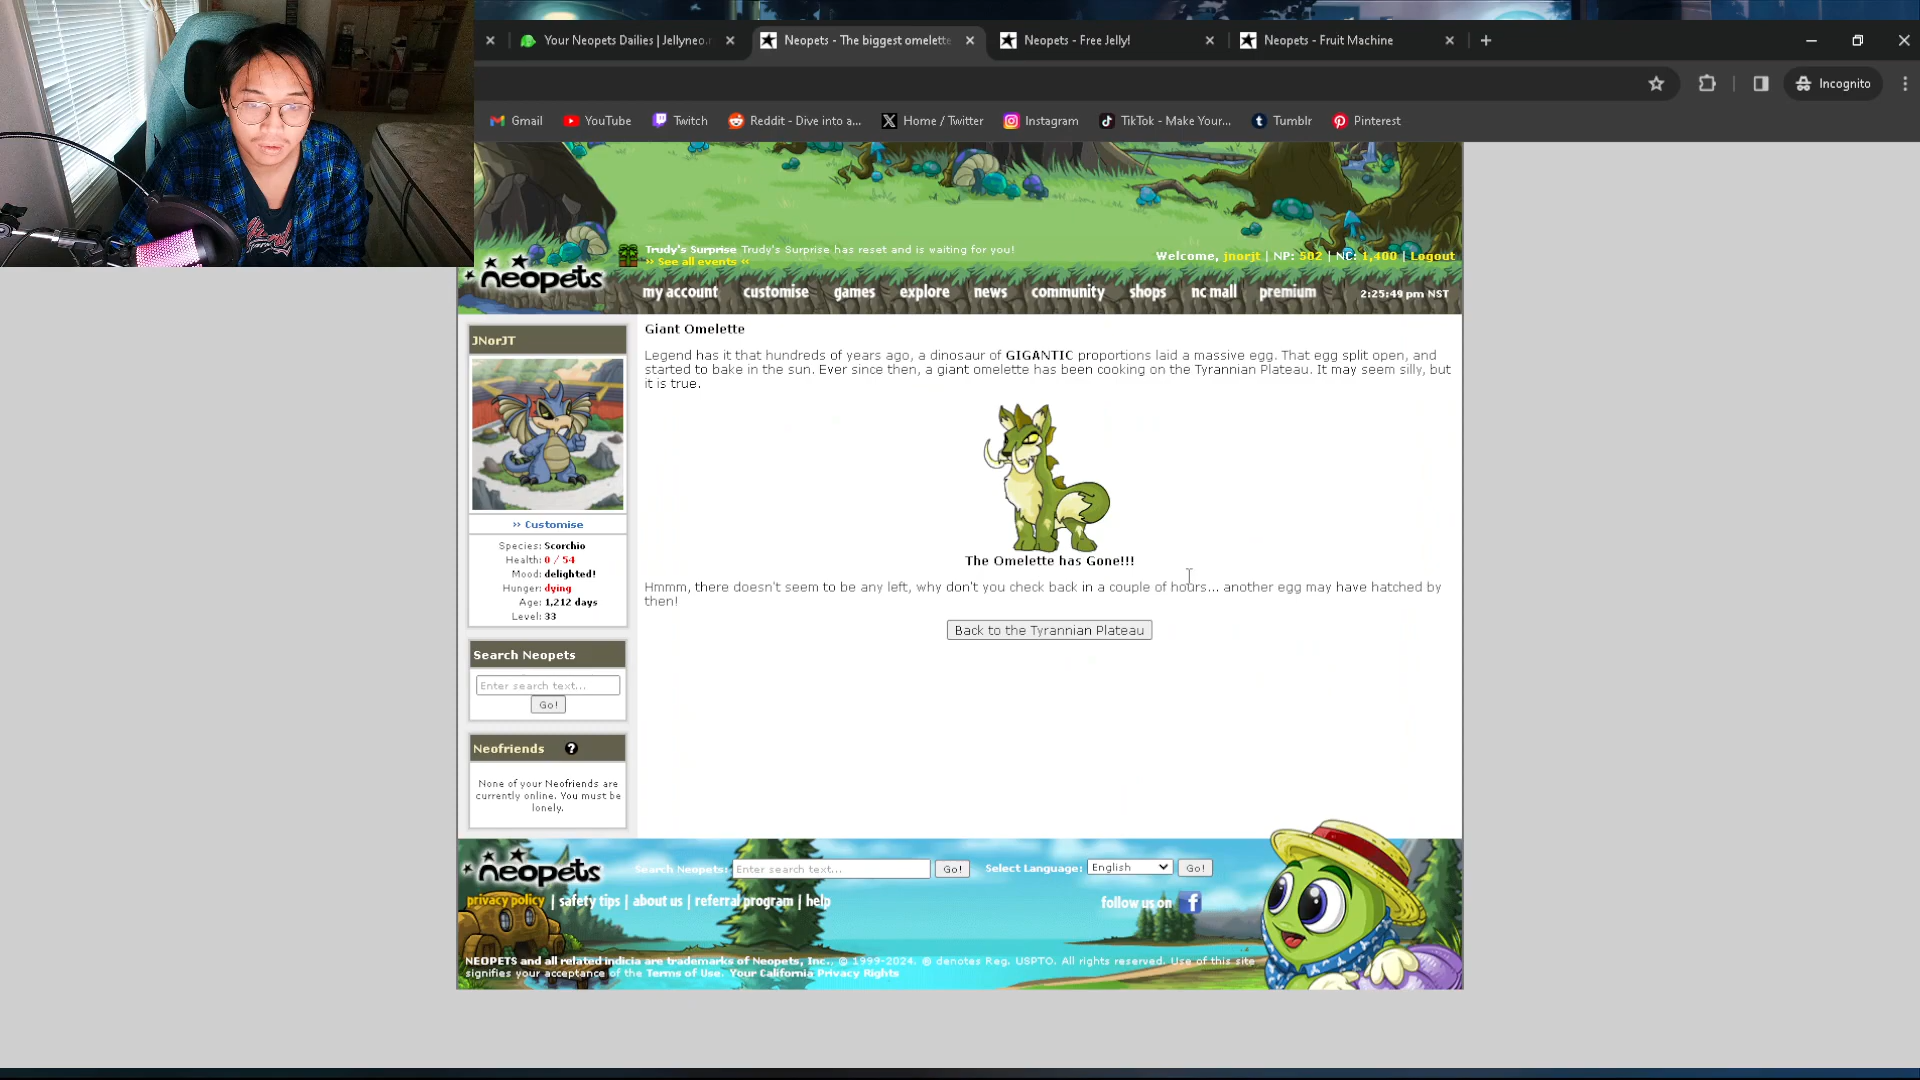 Your Neopets Dailies | Jellyneo.
Neopets - The biggest omelette
Neopets - Free Jelly!
Neopets - Fruit Machine
Incognito
Gmail
YouTube
Twitch
Reddit - Dive into a...
Home / Twitter
Instagram
TikTok - Make Your...
Tumblr
Pinterest
Trudy's Surprise Trudy's Surprise has reset and is waiting for you!
›› See all events ‹‹
Welcome, jnorjt | NP: 502 | NC: 1,400 | Logout
neopets
my account
customise
games
explore
news
community
shops
nc mall
premium
2:25:49 pm NST
JNorJT
›› Customise
Species: Scorchio
Health: 0 / 54
Mood: delighted!
Hunger: dying
Age: 1,212 days
Level: 33
Search Neopets
Enter search text...
Go!
Neofriends ?
None of your Neofriends are
currently online. You must be
lonely.
Giant Omelette
Legend has it that hundreds of years ago, a dinosaur of GIGANTIC proportions laid a massive egg. That egg split open, and
started to bake in the sun. Ever since then, a giant omelette has been cooking on the Tyrannian Plateau. It may seem silly, but
it is true.
The Omelette has Gone!!!
Hmmm, there doesn't seem to be any left, why don't you check back in a couple of hours... another egg may have hatched by
then!
Back to the Tyrannian Plateau
neopets
Search Neopets: Enter search text... Go!
Select Language: English Go!
privacy policy | safety tips | about us | referral program | help
follow us on f
NEOPETS and all related indicia are trademarks of Neopets, Inc., © 1999-2024. ® denotes Reg. USPTO. All rights reserved. Use of this site
signifies your acceptance of the Terms of Use. Your California Privacy Rights